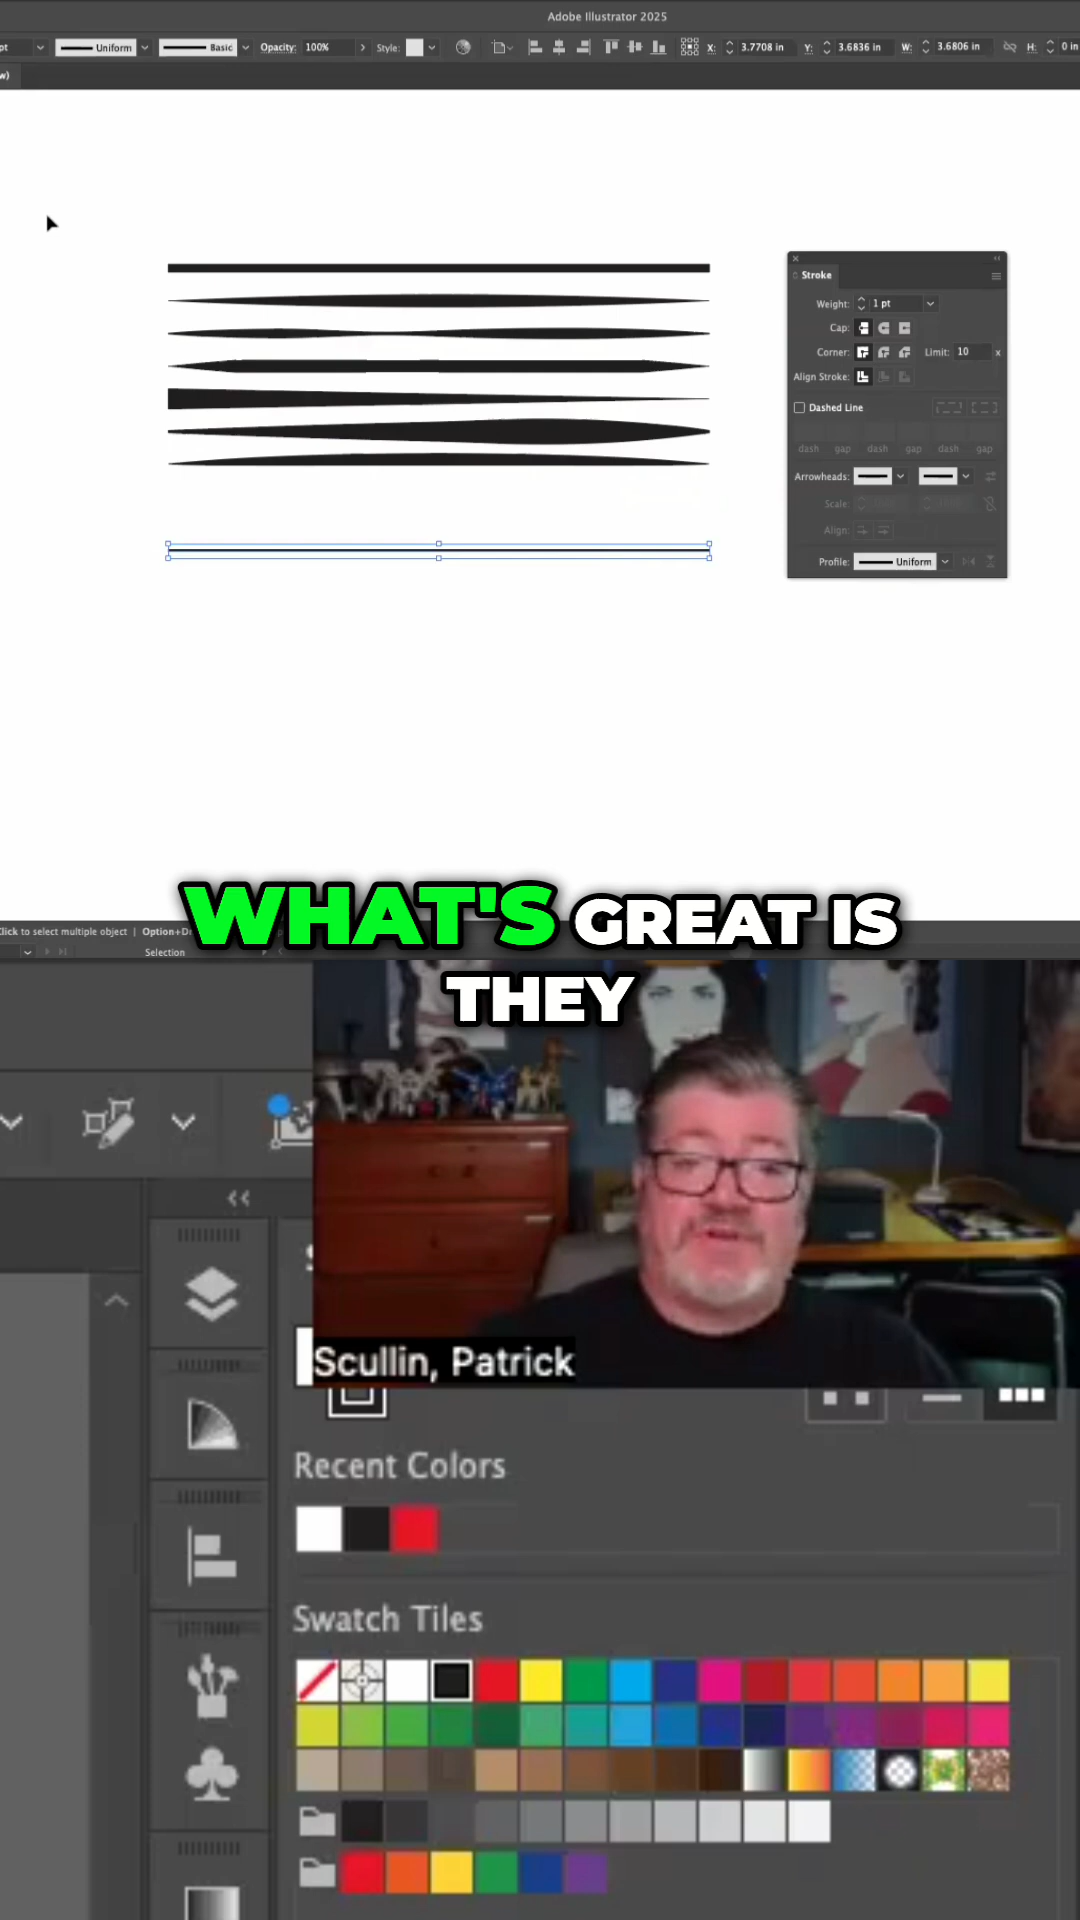 Adobe Illustrator 2025
pt Uniform Basic Opacity: 100% Style: X: 3.7708 in Y: 3.6836 in W: 3.6806 in H: 0 in
w)
Stroke
Weight: 1 pt
Cap:
Corner: Limit: 10 x
Align Stroke:
Dashed Line
dash gap dash gap dash gap
Arrowheads:
Scale:
Align:
Profile: Uniform
WHAT'S GREAT IS
THEY
Click to select multiple object | Option+Dr
Selection
Scullin, Patrick
Recent Colors
Swatch Tiles